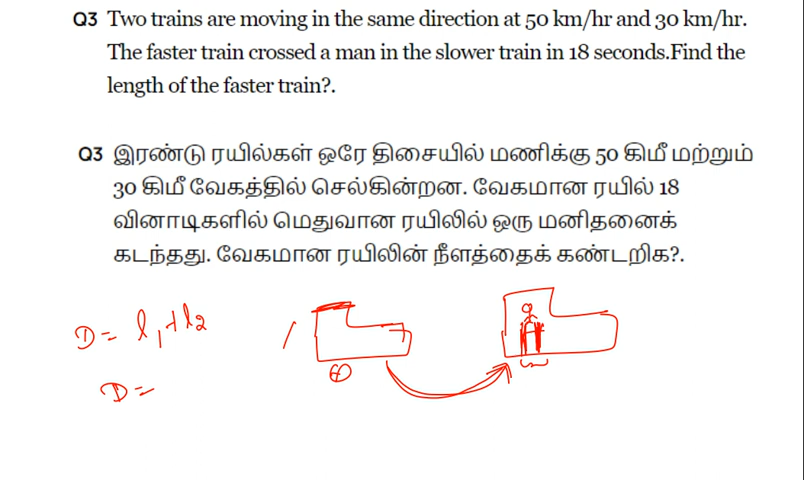 Q3 Two trains are moving in the same direction at 50 km/hr and 30 km/hr.
The faster train crossed a man in the slower train in 18 seconds.Find the
length of the faster train?.
Q3 இரண்டு ரயில்கள் ஒரே திசையில் மணிக்கு 50 கிமீ மற்றும்
30 கிமீ வேகத்தில் செல்கின்றன. வேகமான ரயில் 18
வினாடிகளில் மெதுவான ரயிலில் ஒரு மனிதனைக்
கடந்தது. வேகமான ரயிலின் நீளத்தைக் கண்டறிக?.
D = l1 + l2
D =